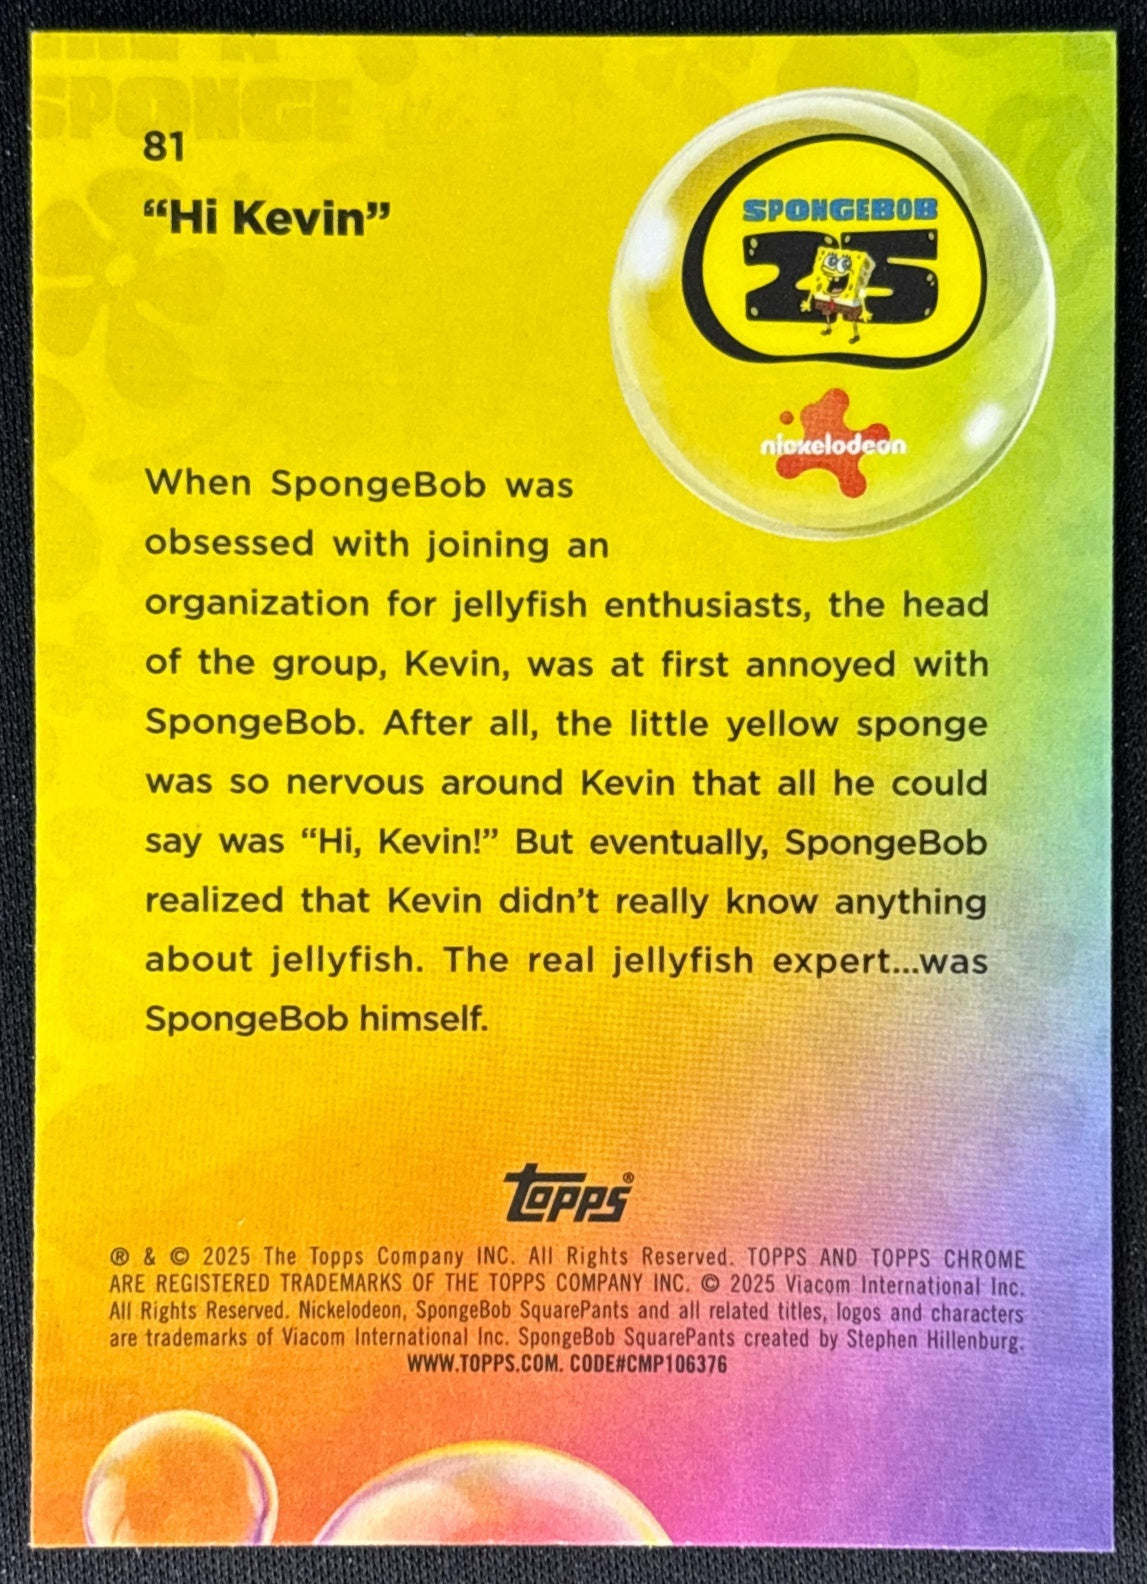 LIKE A
SPONGE
81
“Hi Kevin”
SPONGEBOB
25
nickelodeon
When SpongeBob was
obsessed with joining an
organization for jellyfish enthusiasts, the head
of the group, Kevin, was at first annoyed with
SpongeBob. After all, the little yellow sponge
was so nervous around Kevin that all he could
say was “Hi, Kevin!” But eventually, SpongeBob
realized that Kevin didn’t really know anything
about jellyfish. The real jellyfish expert...was
SpongeBob himself.
topps®
® & © 2025 The Topps Company INC. All Rights Reserved. TOPPS AND TOPPS CHROME
ARE REGISTERED TRADEMARKS OF THE TOPPS COMPANY INC. © 2025 Viacom International Inc.
All Rights Reserved. Nickelodeon, SpongeBob SquarePants and all related titles, logos and characters
are trademarks of Viacom International Inc. SpongeBob SquarePants created by Stephen Hillenburg.
WWW.TOPPS.COM. CODE#CMP106376